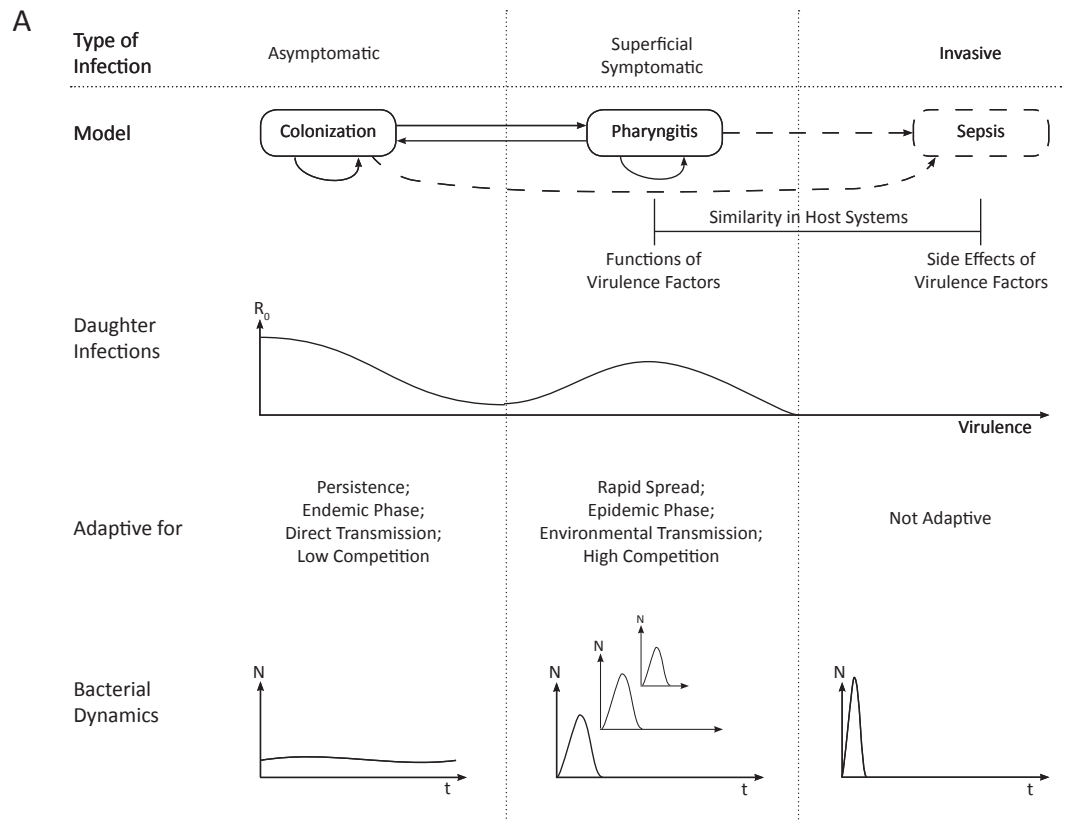 A
Type of
Infection
Asymptomatic
Superficial
Symptomatic
Invasive
Model
Colonization
Pharyngitis
Sepsis
Similarity in Host Systems
Functions of
Virulence Factors
Side Effects of
Virulence Factors
Daughter
Infections
R0
Virulence
Adaptive for
Persistence;
Endemic Phase;
Direct Transmission;
Low Competition
Rapid Spread;
Epidemic Phase;
Environmental Transmission;
High Competition
Not Adaptive
Bacterial
Dynamics
N
t
N
N
N
t
N
t